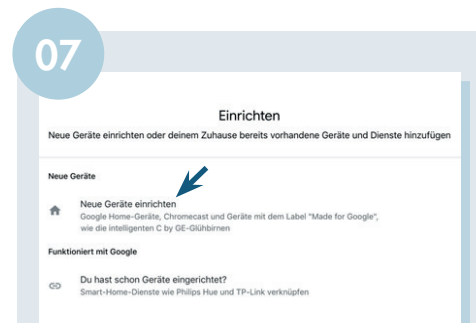 07
Einrichten
Neue Geräte einrichten oder deinem Zuhause bereits vorhandene Geräte und Dienste hinzufügen
Neue Geräte
Neue Geräte einrichten
Google Home-Geräte, Chromecast und Geräte mit dem Label "Made for Google",
wie die intelligenten C by GE-Glühbirnen
Funktioniert mit Google
Du hast schon Geräte eingerichtet?
Smart-Home-Dienste wie Philips Hue und TP-Link verknüpfen